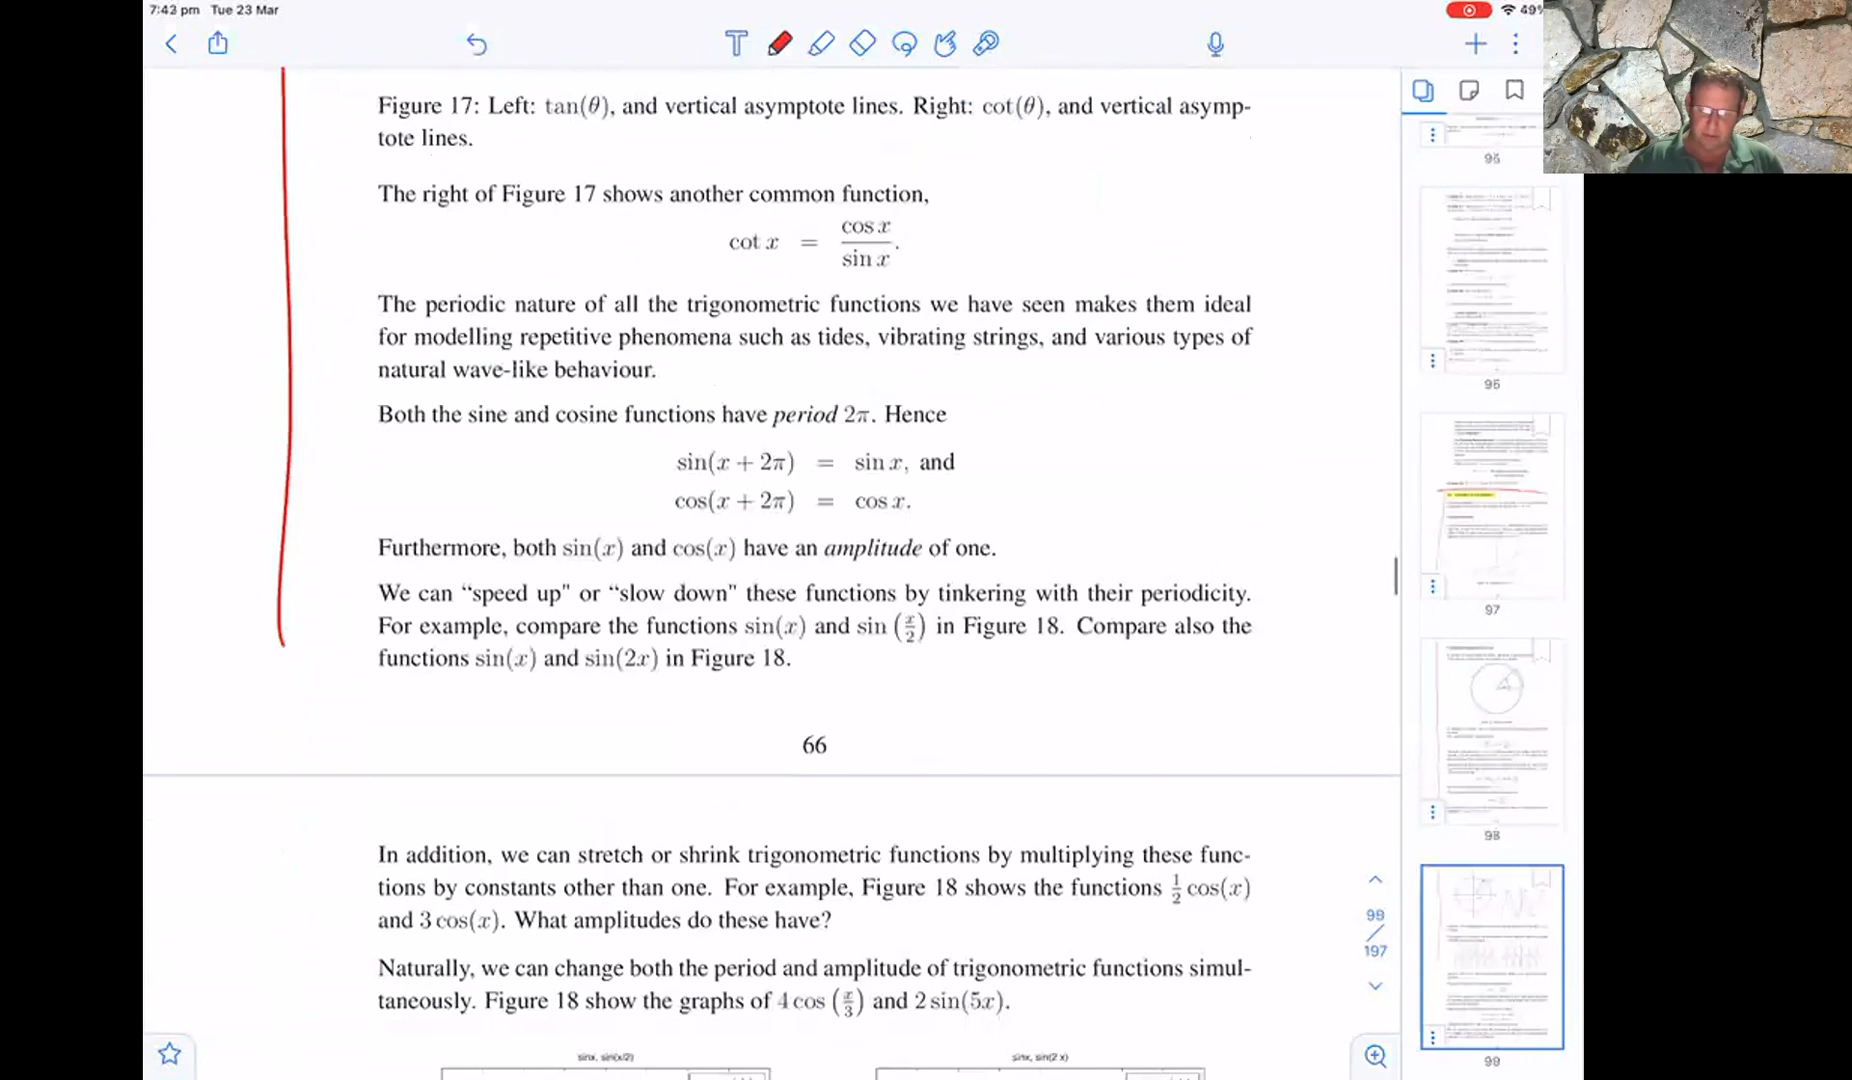 7:43 pm Tue 23 Mar
49%
Figure 17: Left: tan(θ), and vertical asymptote lines. Right: cot(θ), and vertical asymp-
tote lines.
The right of Figure 17 shows another common function,
cot x = cos x / sin x.
The periodic nature of all the trigonometric functions we have seen makes them ideal
for modelling repetitive phenomena such as tides, vibrating strings, and various types of
natural wave-like behaviour.
Both the sine and cosine functions have period 2π. Hence
sin(x + 2π) = sin x, and
cos(x + 2π) = cos x.
Furthermore, both sin(x) and cos(x) have an amplitude of one.
We can “speed up" or “slow down" these functions by tinkering with their periodicity.
For example, compare the functions sin(x) and sin (x/2) in Figure 18. Compare also the
functions sin(x) and sin(2x) in Figure 18.
66
In addition, we can stretch or shrink trigonometric functions by multiplying these func-
tions by constants other than one. For example, Figure 18 shows the functions 1/2 cos(x)
and 3 cos(x). What amplitudes do these have?
Naturally, we can change both the period and amplitude of trigonometric functions simul-
taneously. Figure 18 show the graphs of 4 cos (x/3) and 2 sin(5x).
sinx, sin(x/2)
sinx, sin(2 x)
99
/
197
95
96
97
98
99